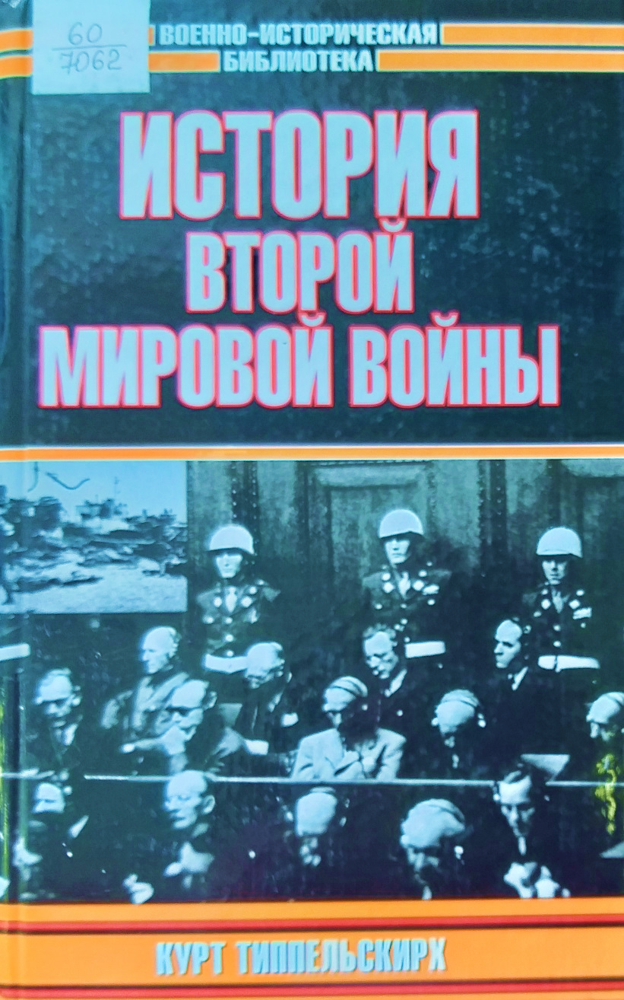 60
7062
ВОЕННО-ИСТОРИЧЕСКАЯ
БИБЛИОТЕКА
ИСТОРИЯ
ВТОРОЙ
МИРОВОЙ ВОЙНЫ
КУРТ ТИППЕЛЬСКИРХ